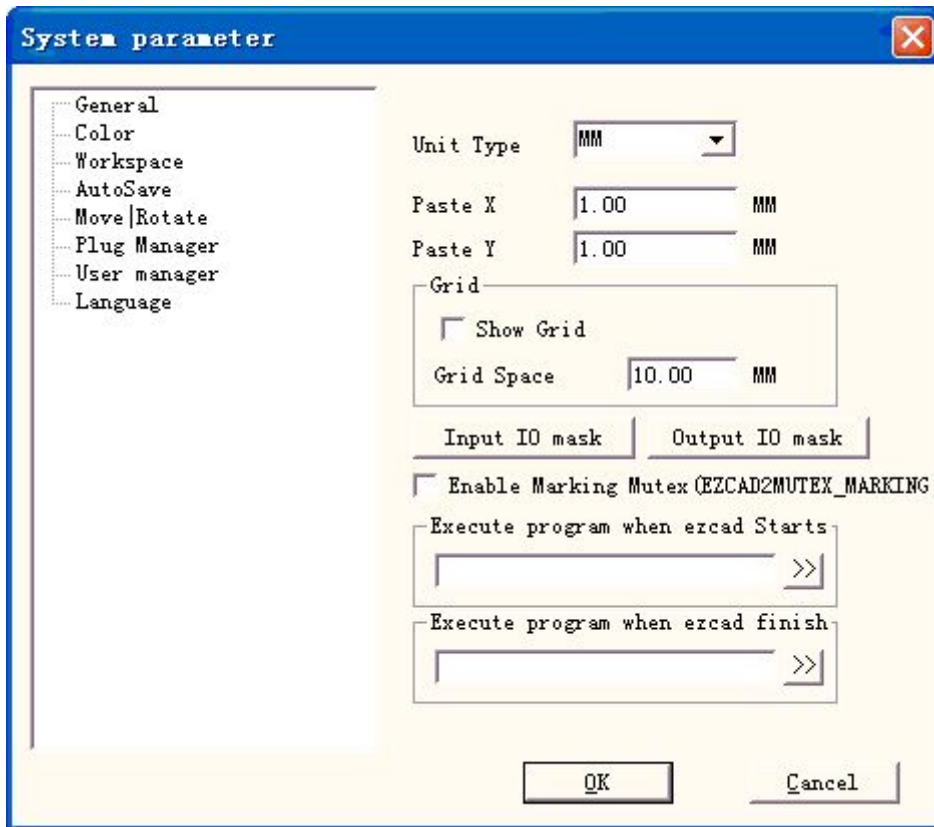 System parameter
General
Color
Workspace
AutoSave
Move|Rotate
Plug Manager
User manager
Language
Unit Type MM
Paste X 1.00 MM
Paste Y 1.00 MM
Grid
Show Grid
Grid Space 10.00 MM
Input IO mask Output IO mask
Enable Marking Mutex(EZCAD2MUTEX_MARKING
Execute program when ezcad Starts
>>
Execute program when ezcad finish
>>
OK Cancel